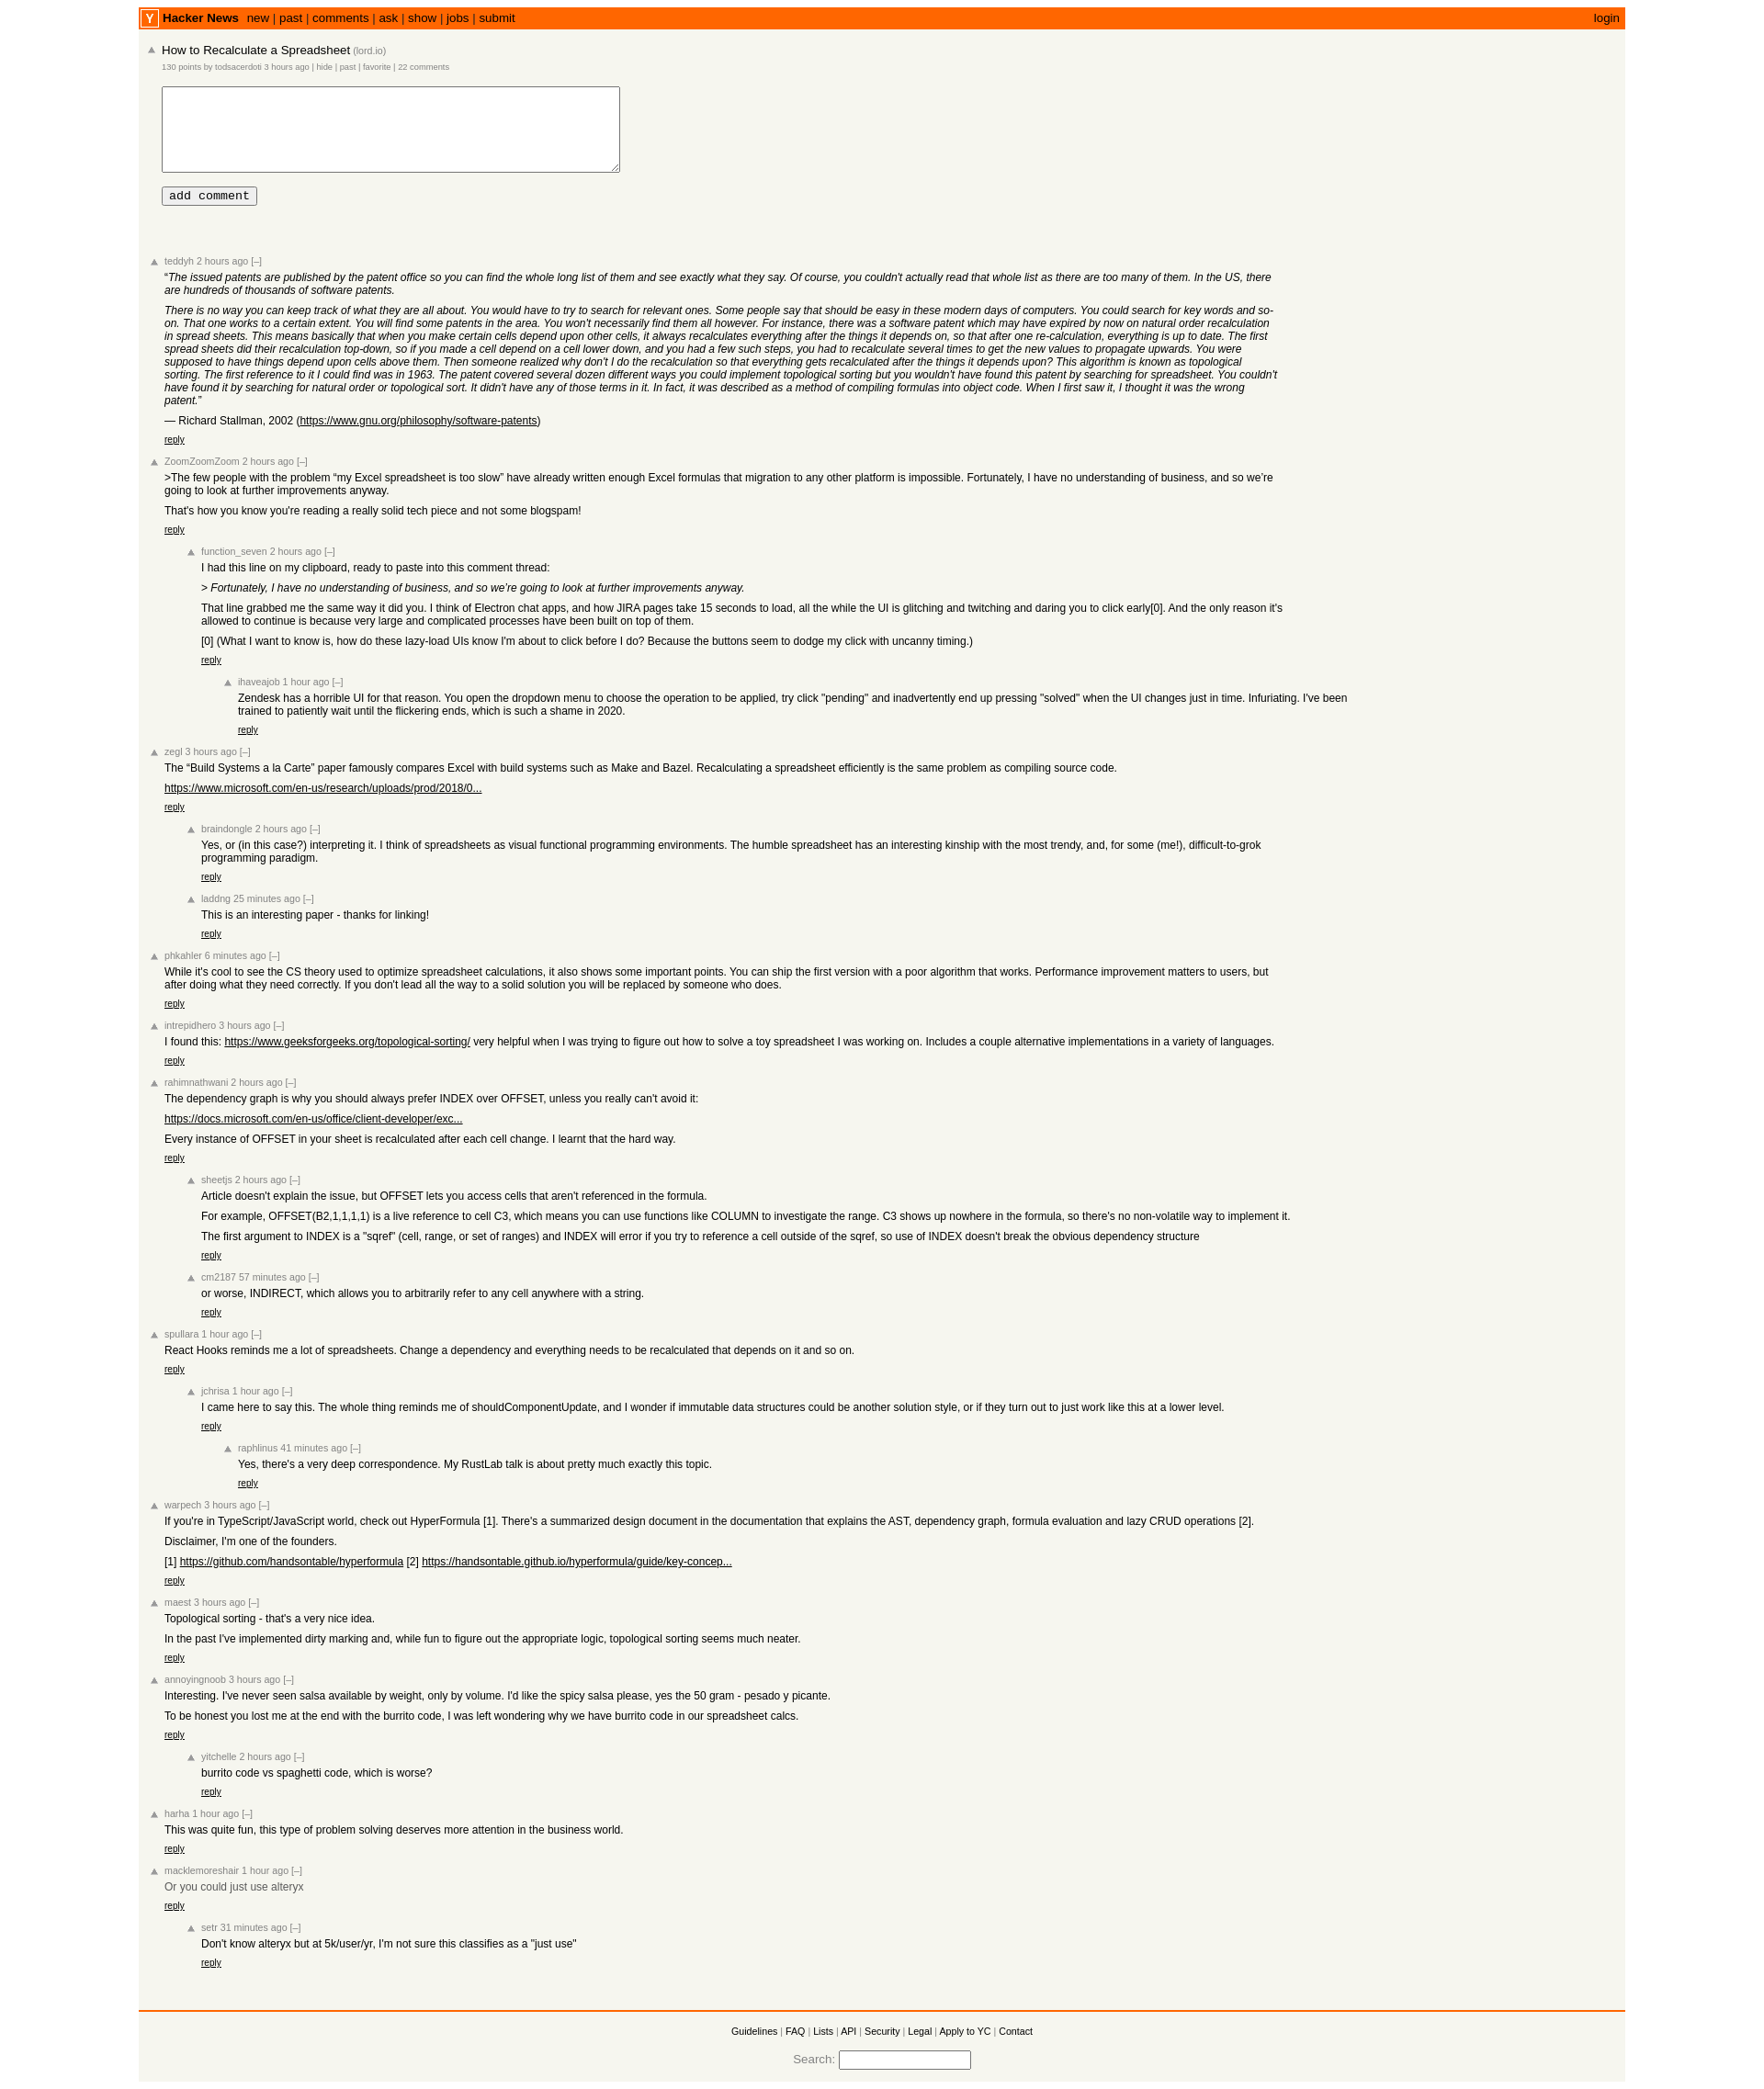 Y Hacker News new | past | comments | ask | show | jobs | submit login
How to Recalculate a Spreadsheet (lord.io)
130 points by todsacerdoti 3 hours ago | hide | past | favorite | 22 comments
add comment
teddyh 2 hours ago [–]
“The issued patents are published by the patent office so you can find the whole long list of them and see exactly what they say. Of course, you couldn't actually read that whole list as there are too many of them. In the US, there
are hundreds of thousands of software patents.
There is no way you can keep track of what they are all about. You would have to try to search for relevant ones. Some people say that should be easy in these modern days of computers. You could search for key words and so-
on. That one works to a certain extent. You will find some patents in the area. You won't necessarily find them all however. For instance, there was a software patent which may have expired by now on natural order recalculation
in spread sheets. This means basically that when you make certain cells depend upon other cells, it always recalculates everything after the things it depends on, so that after one re-calculation, everything is up to date. The first
spread sheets did their recalculation top-down, so if you made a cell depend on a cell lower down, and you had a few such steps, you had to recalculate several times to get the new values to propagate upwards. You were
supposed to have things depend upon cells above them. Then someone realized why don't I do the recalculation so that everything gets recalculated after the things it depends upon? This algorithm is known as topological
sorting. The first reference to it I could find was in 1963. The patent covered several dozen different ways you could implement topological sorting but you wouldn't have found this patent by searching for spreadsheet. You couldn't
have found it by searching for natural order or topological sort. It didn't have any of those terms in it. In fact, it was described as a method of compiling formulas into object code. When I first saw it, I thought it was the wrong
patent.”
— Richard Stallman, 2002 (https://www.gnu.org/philosophy/software-patents)
reply
ZoomZoomZoom 2 hours ago [–]
>The few people with the problem “my Excel spreadsheet is too slow” have already written enough Excel formulas that migration to any other platform is impossible. Fortunately, I have no understanding of business, and so we’re
going to look at further improvements anyway.
That's how you know you're reading a really solid tech piece and not some blogspam!
reply
function_seven 2 hours ago [–]
I had this line on my clipboard, ready to paste into this comment thread:
> Fortunately, I have no understanding of business, and so we’re going to look at further improvements anyway.
That line grabbed me the same way it did you. I think of Electron chat apps, and how JIRA pages take 15 seconds to load, all the while the UI is glitching and twitching and daring you to click early[0]. And the only reason it's
allowed to continue is because very large and complicated processes have been built on top of them.
[0] (What I want to know is, how do these lazy-load UIs know I'm about to click before I do? Because the buttons seem to dodge my click with uncanny timing.)
reply
ihaveajob 1 hour ago [–]
Zendesk has a horrible UI for that reason. You open the dropdown menu to choose the operation to be applied, try click "pending" and inadvertently end up pressing "solved" when the UI changes just in time. Infuriating. I've been
trained to patiently wait until the flickering ends, which is such a shame in 2020.
reply
zegl 3 hours ago [–]
The “Build Systems a la Carte” paper famously compares Excel with build systems such as Make and Bazel. Recalculating a spreadsheet efficiently is the same problem as compiling source code.
https://www.microsoft.com/en-us/research/uploads/prod/2018/0...
reply
braindongle 2 hours ago [–]
Yes, or (in this case?) interpreting it. I think of spreadsheets as visual functional programming environments. The humble spreadsheet has an interesting kinship with the most trendy, and, for some (me!), difficult-to-grok
programming paradigm.
reply
laddng 25 minutes ago [–]
This is an interesting paper - thanks for linking!
reply
phkahler 6 minutes ago [–]
While it's cool to see the CS theory used to optimize spreadsheet calculations, it also shows some important points. You can ship the first version with a poor algorithm that works. Performance improvement matters to users, but
after doing what they need correctly. If you don't lead all the way to a solid solution you will be replaced by someone who does.
reply
intrepidhero 3 hours ago [–]
I found this: https://www.geeksforgeeks.org/topological-sorting/ very helpful when I was trying to figure out how to solve a toy spreadsheet I was working on. Includes a couple alternative implementations in a variety of languages.
reply
rahimnathwani 2 hours ago [–]
The dependency graph is why you should always prefer INDEX over OFFSET, unless you really can't avoid it:
https://docs.microsoft.com/en-us/office/client-developer/exc...
Every instance of OFFSET in your sheet is recalculated after each cell change. I learnt that the hard way.
reply
sheetjs 2 hours ago [–]
Article doesn't explain the issue, but OFFSET lets you access cells that aren't referenced in the formula.
For example, OFFSET(B2,1,1,1,1) is a live reference to cell C3, which means you can use functions like COLUMN to investigate the range. C3 shows up nowhere in the formula, so there's no non-volatile way to implement it.
The first argument to INDEX is a "sqref" (cell, range, or set of ranges) and INDEX will error if you try to reference a cell outside of the sqref, so use of INDEX doesn't break the obvious dependency structure
reply
cm2187 57 minutes ago [–]
or worse, INDIRECT, which allows you to arbitrarily refer to any cell anywhere with a string.
reply
spullara 1 hour ago [–]
React Hooks reminds me a lot of spreadsheets. Change a dependency and everything needs to be recalculated that depends on it and so on.
reply
jchrisa 1 hour ago [–]
I came here to say this. The whole thing reminds me of shouldComponentUpdate, and I wonder if immutable data structures could be another solution style, or if they turn out to just work like this at a lower level.
reply
raphlinus 41 minutes ago [–]
Yes, there's a very deep correspondence. My RustLab talk is about pretty much exactly this topic.
reply
warpech 3 hours ago [–]
If you're in TypeScript/JavaScript world, check out HyperFormula [1]. There's a summarized design document in the documentation that explains the AST, dependency graph, formula evaluation and lazy CRUD operations [2].
Disclaimer, I'm one of the founders.
[1] https://github.com/handsontable/hyperformula [2] https://handsontable.github.io/hyperformula/guide/key-concep...
reply
maest 3 hours ago [–]
Topological sorting - that's a very nice idea.
In the past I've implemented dirty marking and, while fun to figure out the appropriate logic, topological sorting seems much neater.
reply
annoyingnoob 3 hours ago [–]
Interesting. I've never seen salsa available by weight, only by volume. I'd like the spicy salsa please, yes the 50 gram - pesado y picante.
To be honest you lost me at the end with the burrito code, I was left wondering why we have burrito code in our spreadsheet calcs.
reply
yitchelle 2 hours ago [–]
burrito code vs spaghetti code, which is worse?
reply
harha 1 hour ago [–]
This was quite fun, this type of problem solving deserves more attention in the business world.
reply
macklemoreshair 1 hour ago [–]
Or you could just use alteryx
reply
setr 31 minutes ago [–]
Don't know alteryx but at 5k/user/yr, I'm not sure this classifies as a "just use"
reply
Guidelines | FAQ | Lists | API | Security | Legal | Apply to YC | Contact
Search: